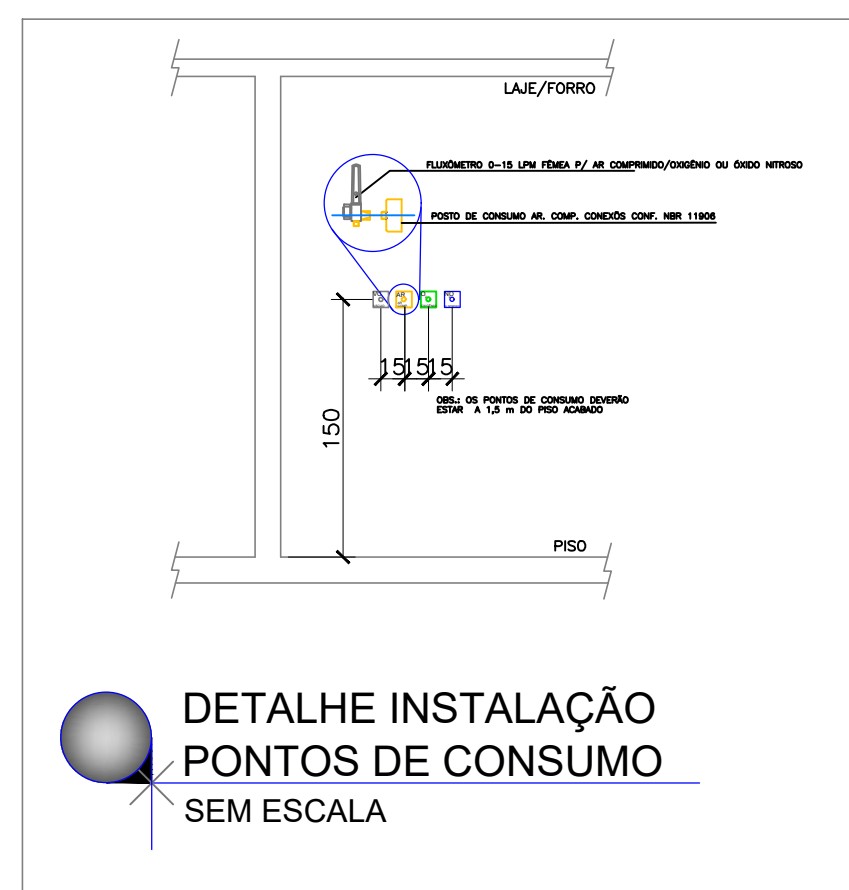 LAJE/FORRO
FLUXÔMETRO 0-15 LPM FÊMEA P/ AR COMPRIMIDO/OXIGÊNIO OU ÓXIDO NITROSO
POSTO DE CONSUMO AR. COMP. CONEXÕS CONF. NBR 11906
AR
15
15
15
OBS.: OS PONTOS DE CONSUMO DEVERÃO
ESTAR A 1,5 m DO PISO ACABADO
150
PISO
DETALHE INSTALAÇÃO
PONTOS DE CONSUMO
SEM ESCALA